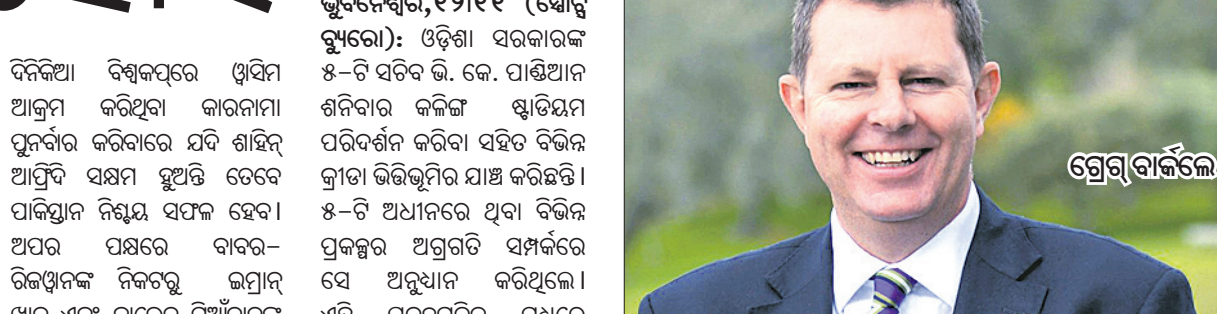 ଦିନିକିଆ ବିଶ୍ୱକପ୍‌ରେ ୱାସିମ
ଆକ୍ରମ କରିଥିବା କାରନାମା
ପୁନର୍ବାର କରିବାରେ ଯଦି ଶାହିନ୍
ଆଫ୍ରିଦି ସକ୍ଷମ ହୁଅନ୍ତି ତେବେ
ପାକିସ୍ତାନ ନିଶ୍ଚୟ ସଫଳ ହେବ।
ଅପର ପକ୍ଷରେ ବାବର-
ରିଜୱାନଙ୍କ ନିକଟରୁ ଇମ୍ରାନ୍
ଭୁବନେଶ୍ୱର,୧୨।୧୧ (ସ୍ପୋର୍ଟ୍ସ
ବ୍ୟୁରୋ): ଓଡ଼ିଶା ସରକାରଙ୍କ
୫-ଟି ସଚିବ ଭି. କେ. ପାଣ୍ଡିଆନ
ଶନିବାର କଳିଙ୍ଗ ଷ୍ଟାଡିୟମ
ପରିଦର୍ଶନ କରିବା ସହିତ ବିଭିନ୍ନ
କ୍ରୀଡା ଭିତ୍ତିଭୂମିର ଯାଞ୍ଚ କରିଛନ୍ତି।
୫-ଟି ଅଧୀନରେ ଥିବା ବିଭିନ୍ନ
ପ୍ରକଳ୍ପର ଅଗ୍ରଗତି ସମ୍ପର୍କରେ
ସେ ଅନୁଧ୍ୟାନ କରିଥିଲେ।
ଗ୍ରେଗ୍ ବାର୍କଲେ